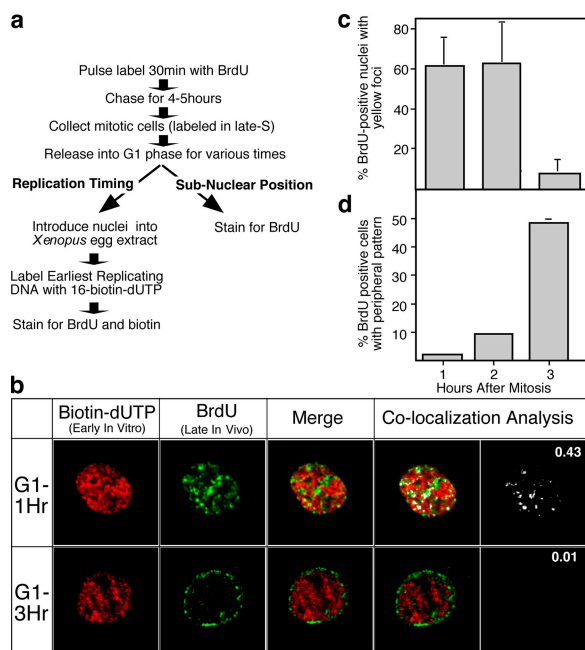 a
Pulse label 30min with BrdU
Chase for 4-5hours
Collect mitotic cells (labeled in late-S)
Release into G1 phase for various times
Replication Timing
Sub-Nuclear Position
Introduce nuclei into
Xenopus egg extract
Stain for BrdU
Label Earliest Replicating
DNA with 16-biotin-dUTP
Stain for BrdU and biotin
c
% BrdU-positive nuclei with
yellow foci
80
60
40
20
d
% BrdU positive cells
with peripheral pattern
50
40
30
20
10
1 2 3
Hours After Mitosis
b
Biotin-dUTP
(Early In Vitro)
BrdU
(Late In Vivo)
Merge
Co-localization Analysis
G1-
1Hr
0.43
G1-
3Hr
0.01